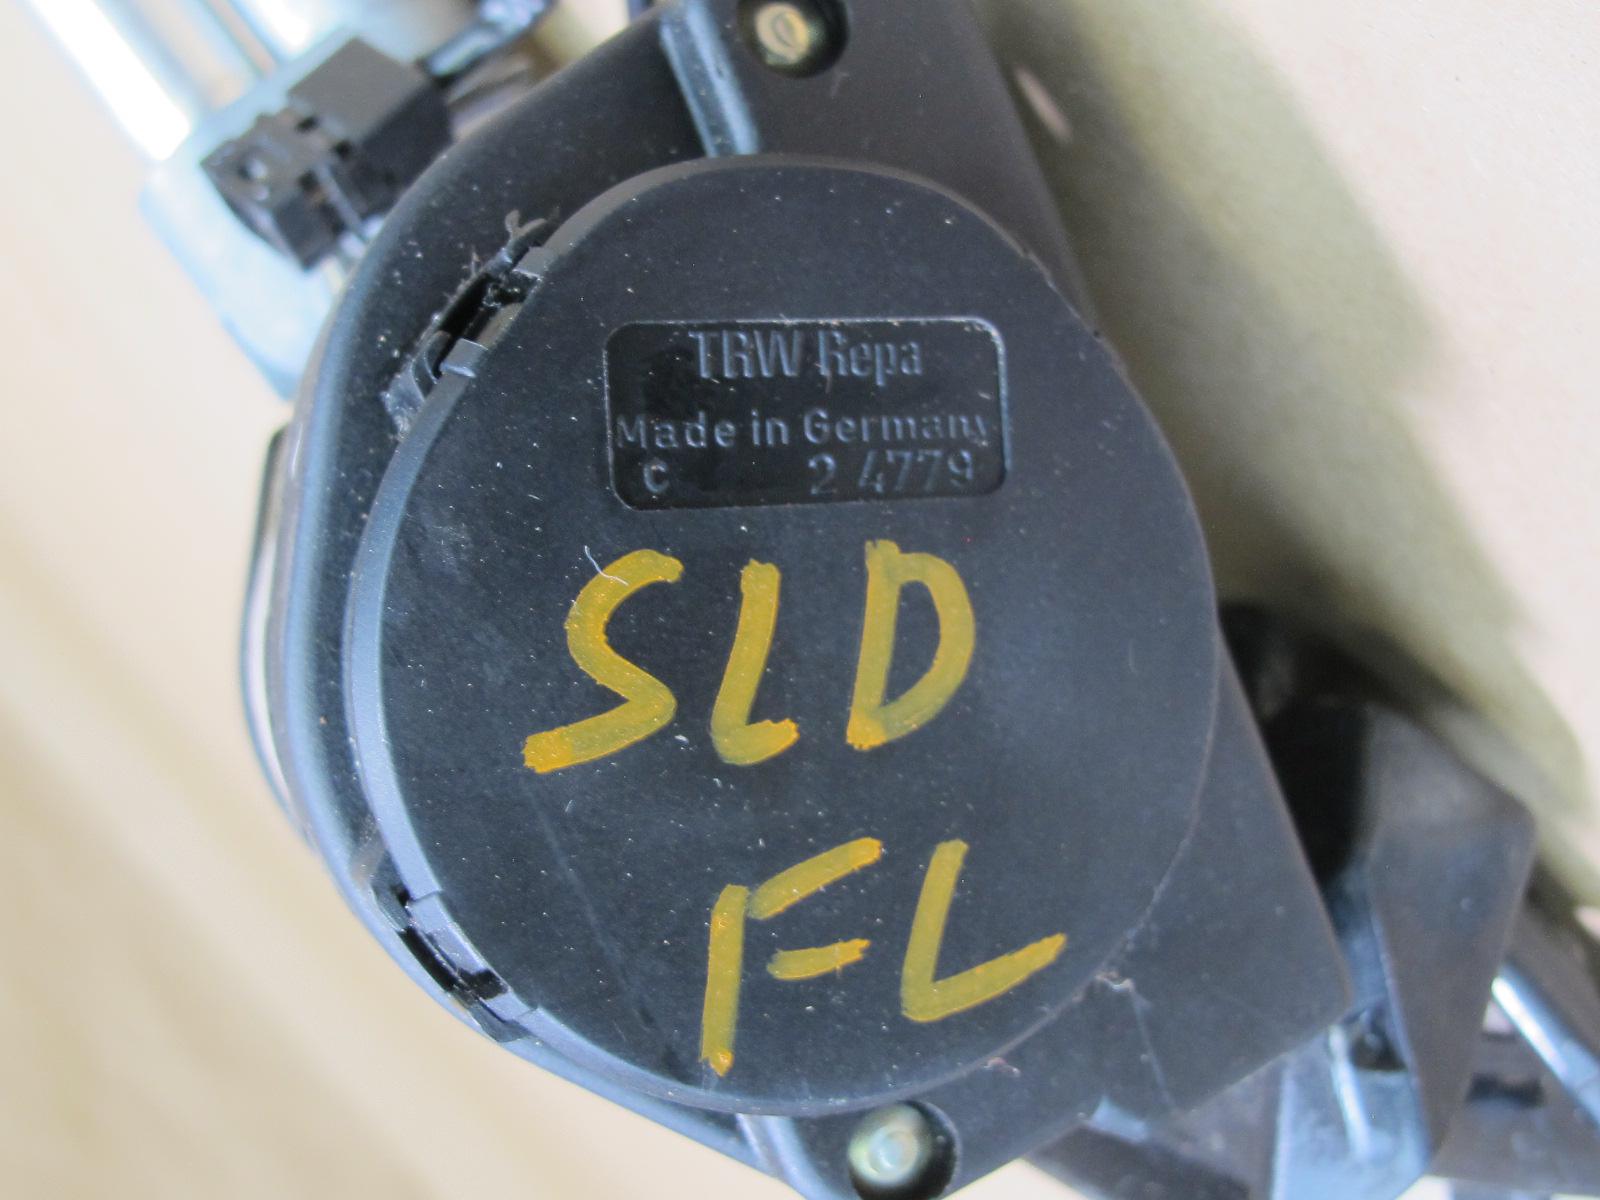 TRW Repa
Made in Germany
C 2 4779
SLD
FL